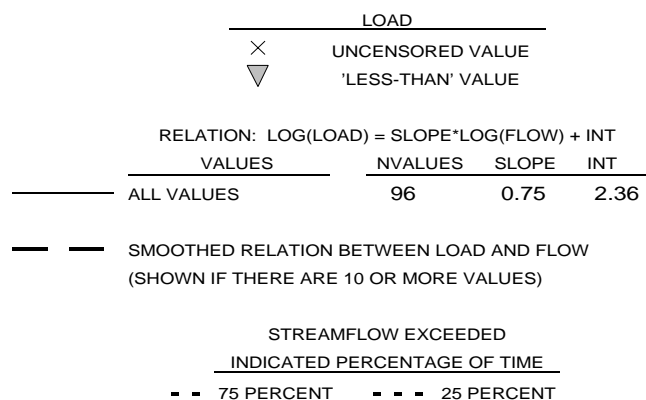 LOAD
UNCENSORED VALUE
'LESS-THAN' VALUE
RELATION: LOG(LOAD) = SLOPE*LOG(FLOW) + INT
VALUES NVALUES SLOPE INT
ALL VALUES 96 0.75 2.36
SMOOTHED RELATION BETWEEN LOAD AND FLOW
(SHOWN IF THERE ARE 10 OR MORE VALUES)
STREAMFLOW EXCEEDED
INDICATED PERCENTAGE OF TIME
75 PERCENT 25 PERCENT